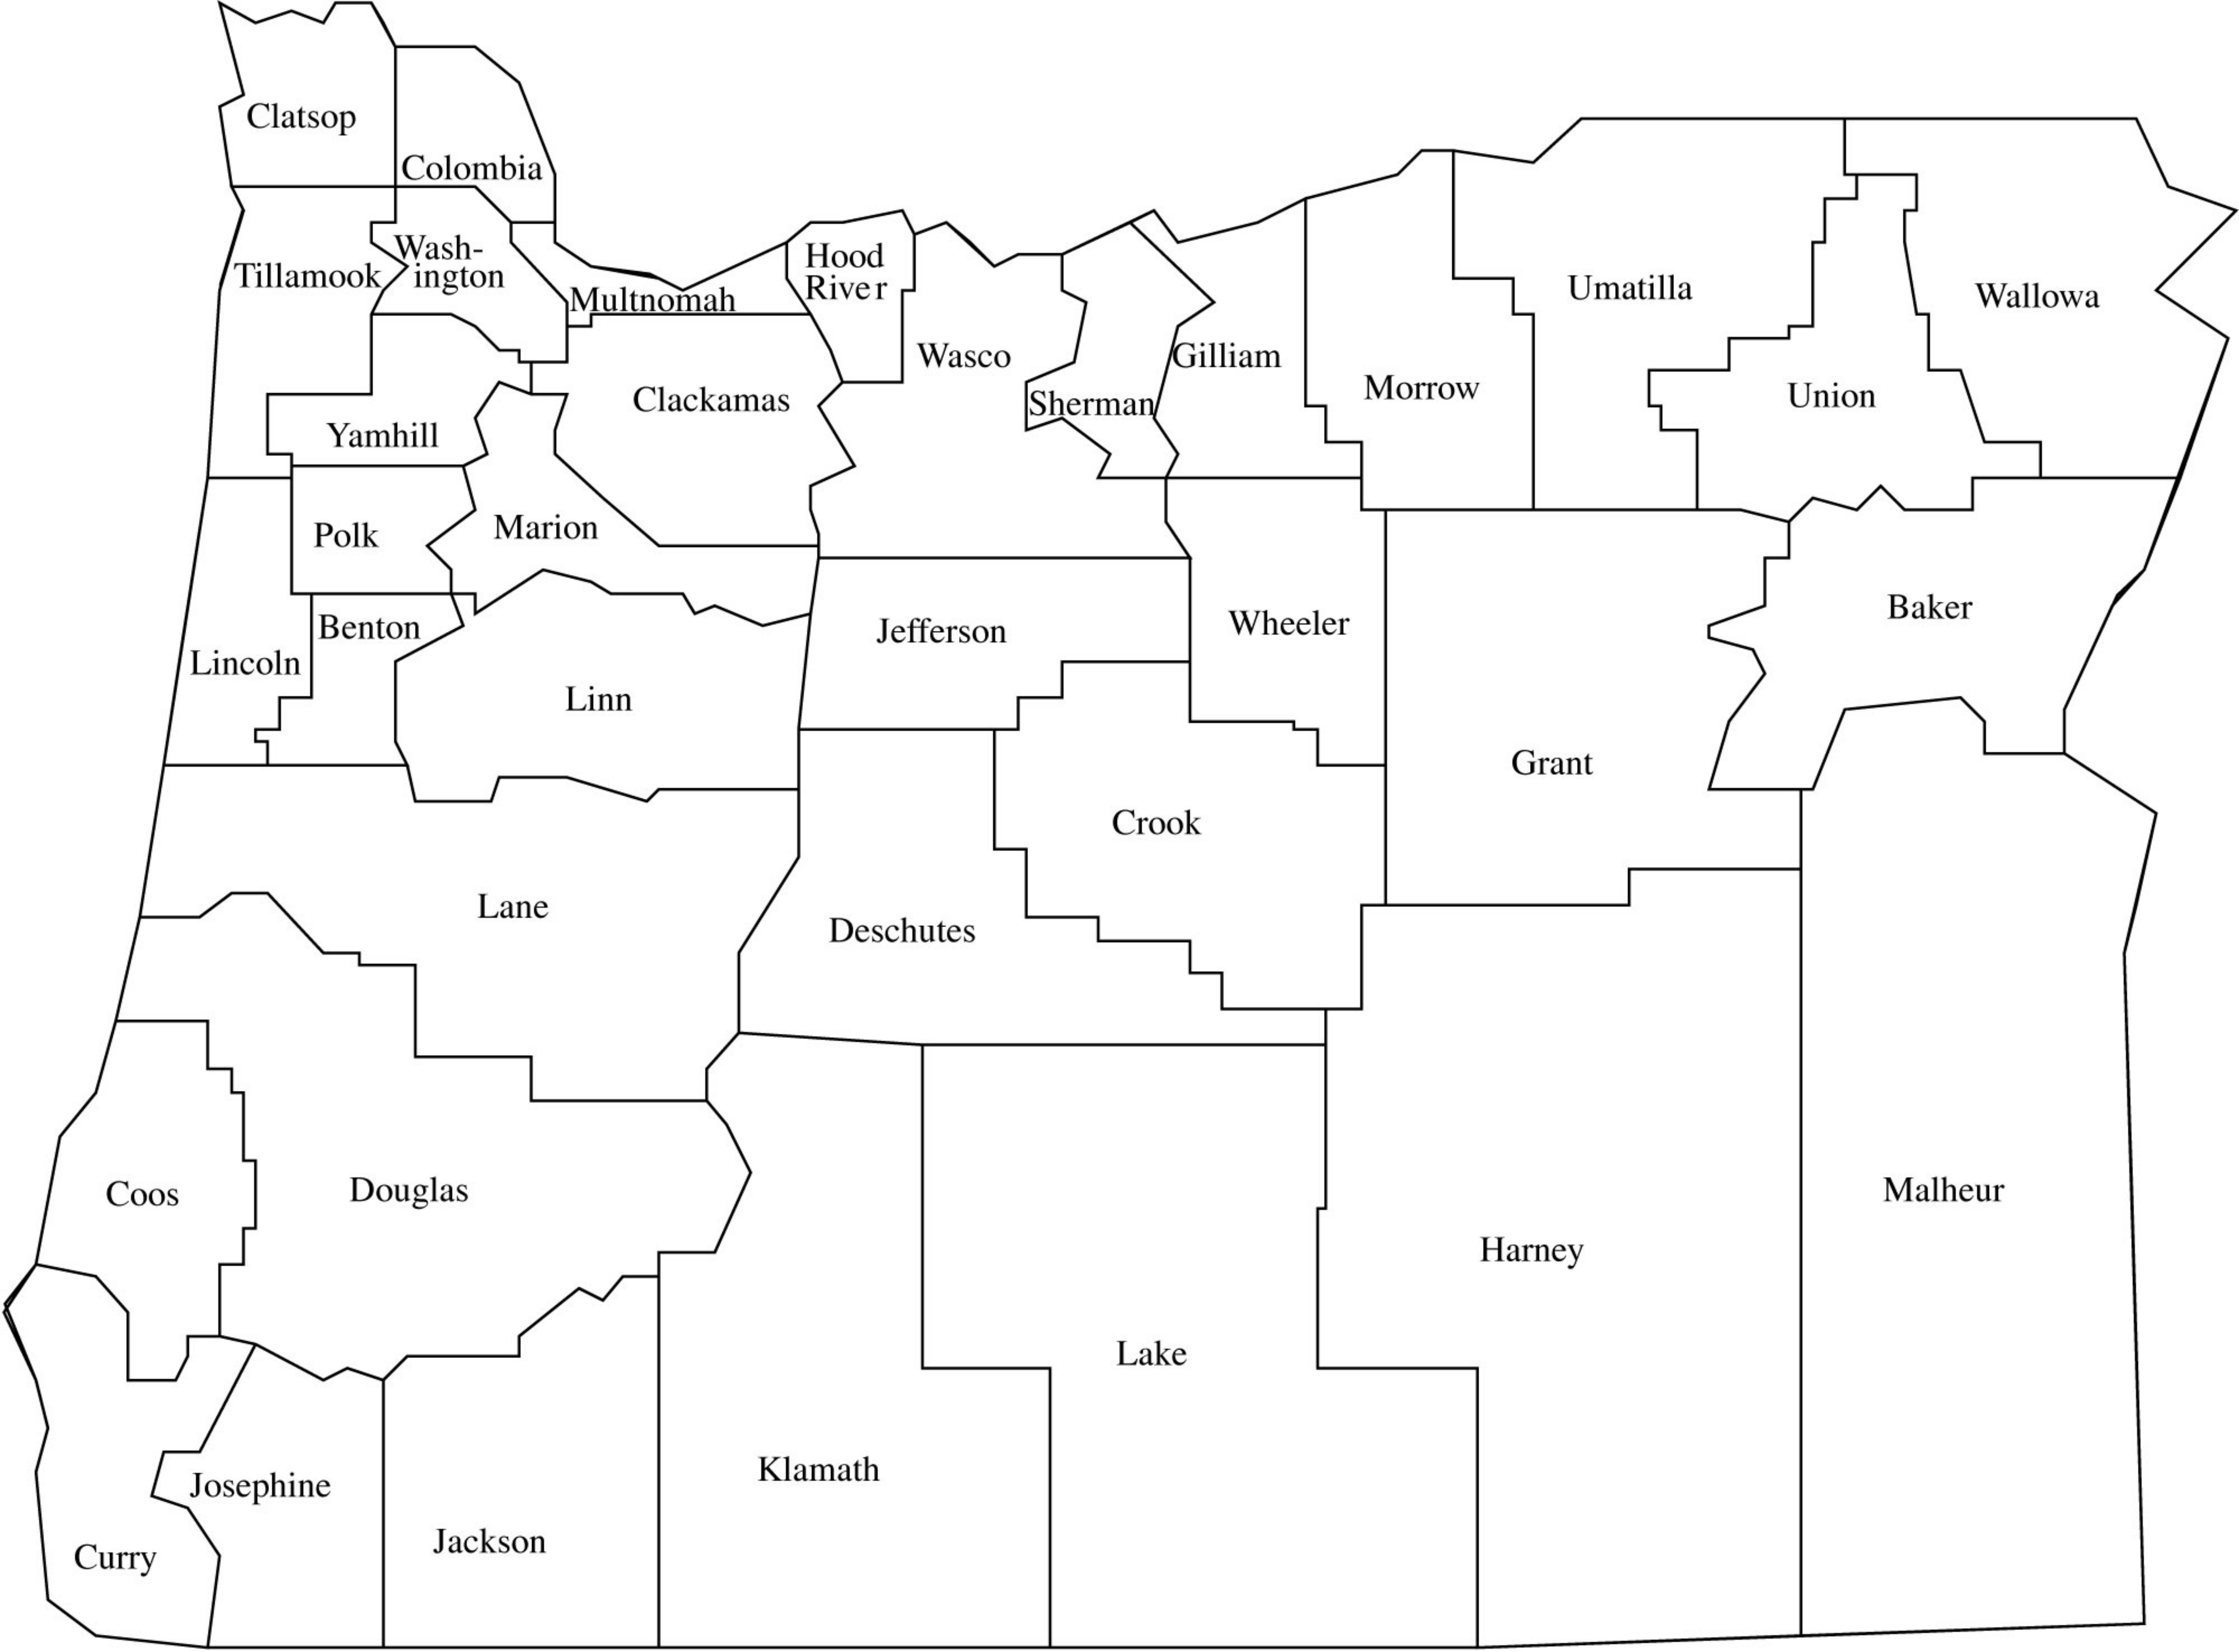 Clatsop
Colombia
Wash-
ington
Tillamook
Multnomah
Hood
River
Wasco
Sherman
Gilliam
Morrow
Umatilla
Union
Wallowa
Yamhill
Clackamas
Polk
Marion
Lincoln
Benton
Linn
Jefferson
Wheeler
Grant
Baker
Lane
Deschutes
Crook
Coos
Douglas
Harney
Malheur
Curry
Josephine
Jackson
Klamath
Lake